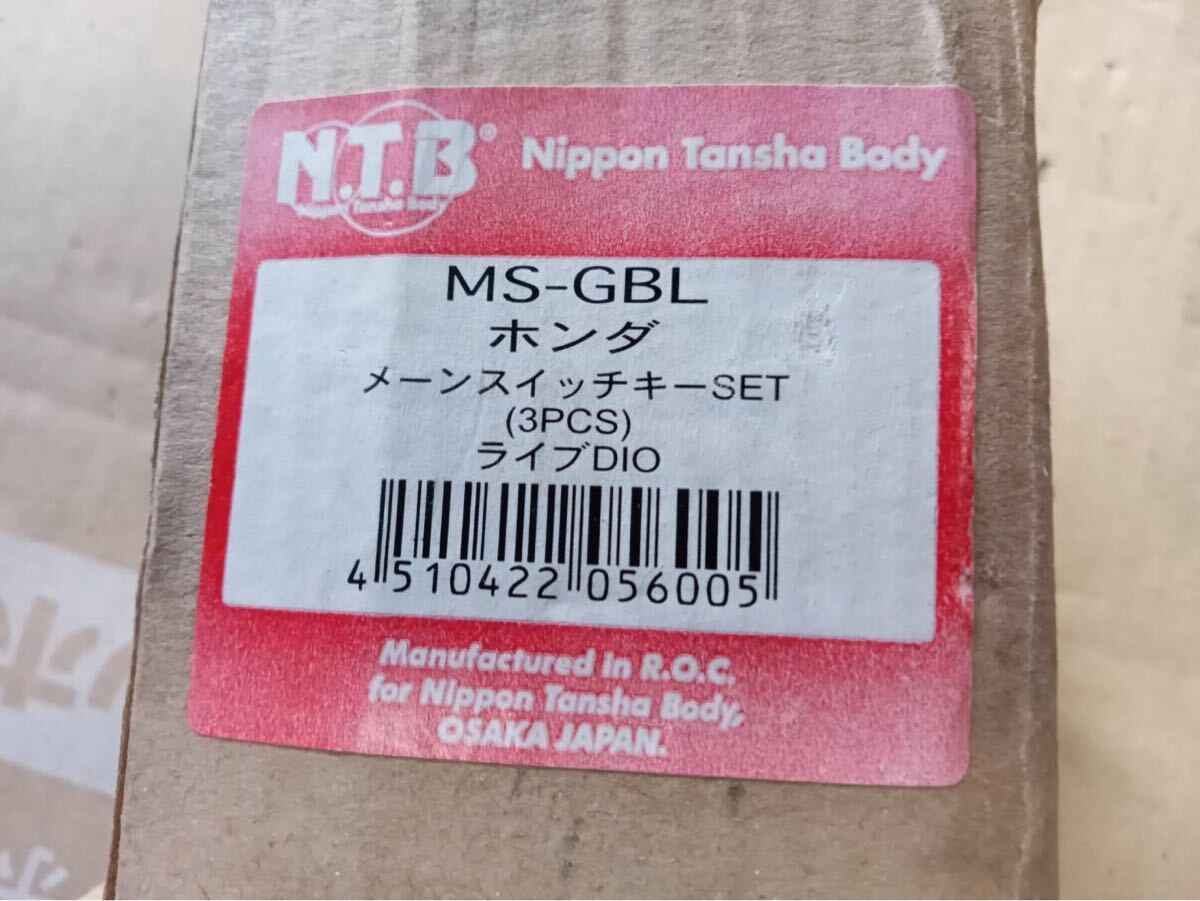 N.T.B®
Nippon Tansha Body
Nippon Tansha Body
MS-GBL
ホンダ
メーンスイッチキーSET
(3PCS)
ライブDIO
4 510422 056005
Manufactured in R.O.C,
for Nippon Tansha Body,
OSAKA JAPAN.